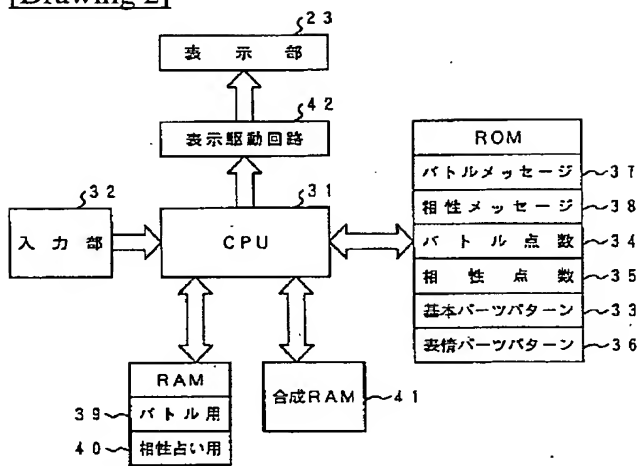 [Drawing 2]
23
表示部
42
表示駆動回路
32
入力部
31
CPU
ROM
バトルメッセージ 37
相性メッセージ 38
バトル点数 34
相性点数 35
基本パーツパターン 33
表情パーツパターン 36
RAM
39 バトル用
40 相性占い用
合成RAM 41